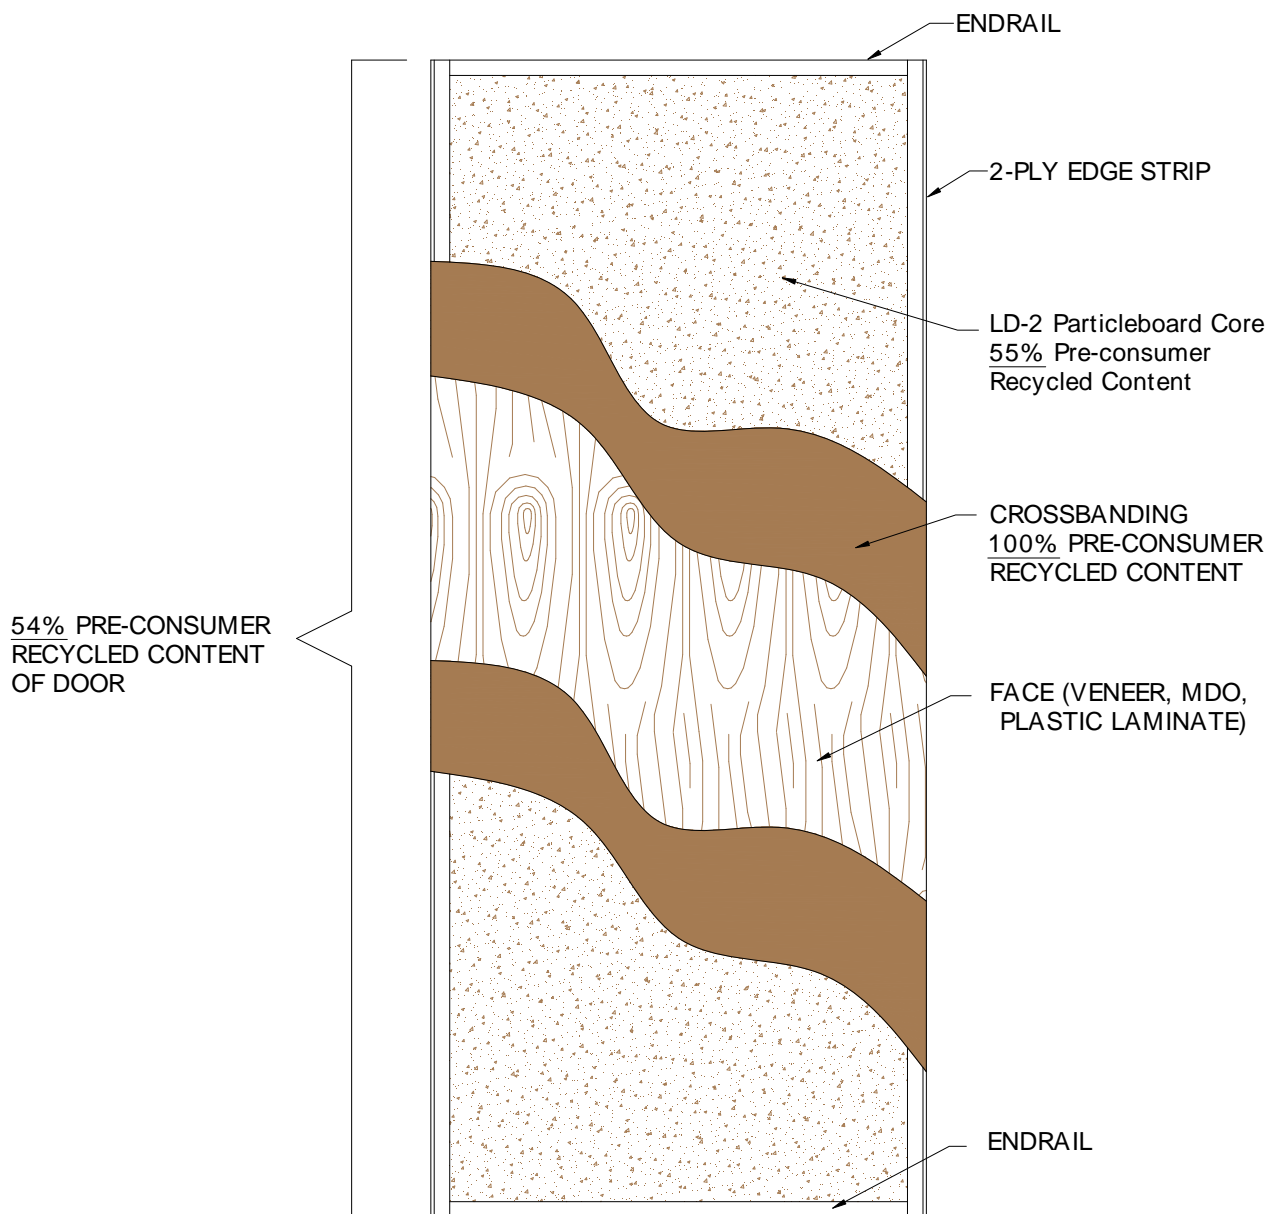 ENDRAIL
2-PLY EDGE STRIP
LD-2 Particleboard Core
55% Pre-consumer
Recycled Content
CROSSBANDING
100% PRE-CONSUMER
RECYCLED CONTENT
54% PRE-CONSUMER
RECYCLED CONTENT
OF DOOR
FACE (VENEER, MDO,
PLASTIC LAMINATE)
ENDRAIL